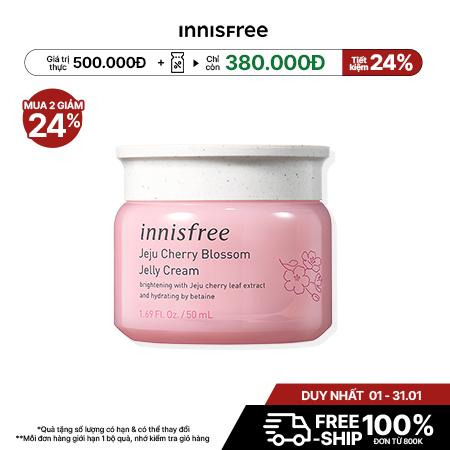 innisfree
Giá trị thực 500.000Đ + → Chỉ còn 380.000Đ Tiết kiệm 24%
MUA 2 GIẢM
24%
innisfree
Jeju Cherry Blossom
Jelly Cream
brightening with Jeju cherry leaf extract
and hydrating by betaine
1.69 Fl. Oz. / 50 mL
DUY NHẤT 01 - 31.01
*Quà tặng số lượng có hạn & có thể thay đổi
**Mỗi đơn hàng giới hạn 1 bộ quà, nhớ kiểm tra giỏ hàng
FREE
-SHIP
100%
ĐƠN TỪ 800K